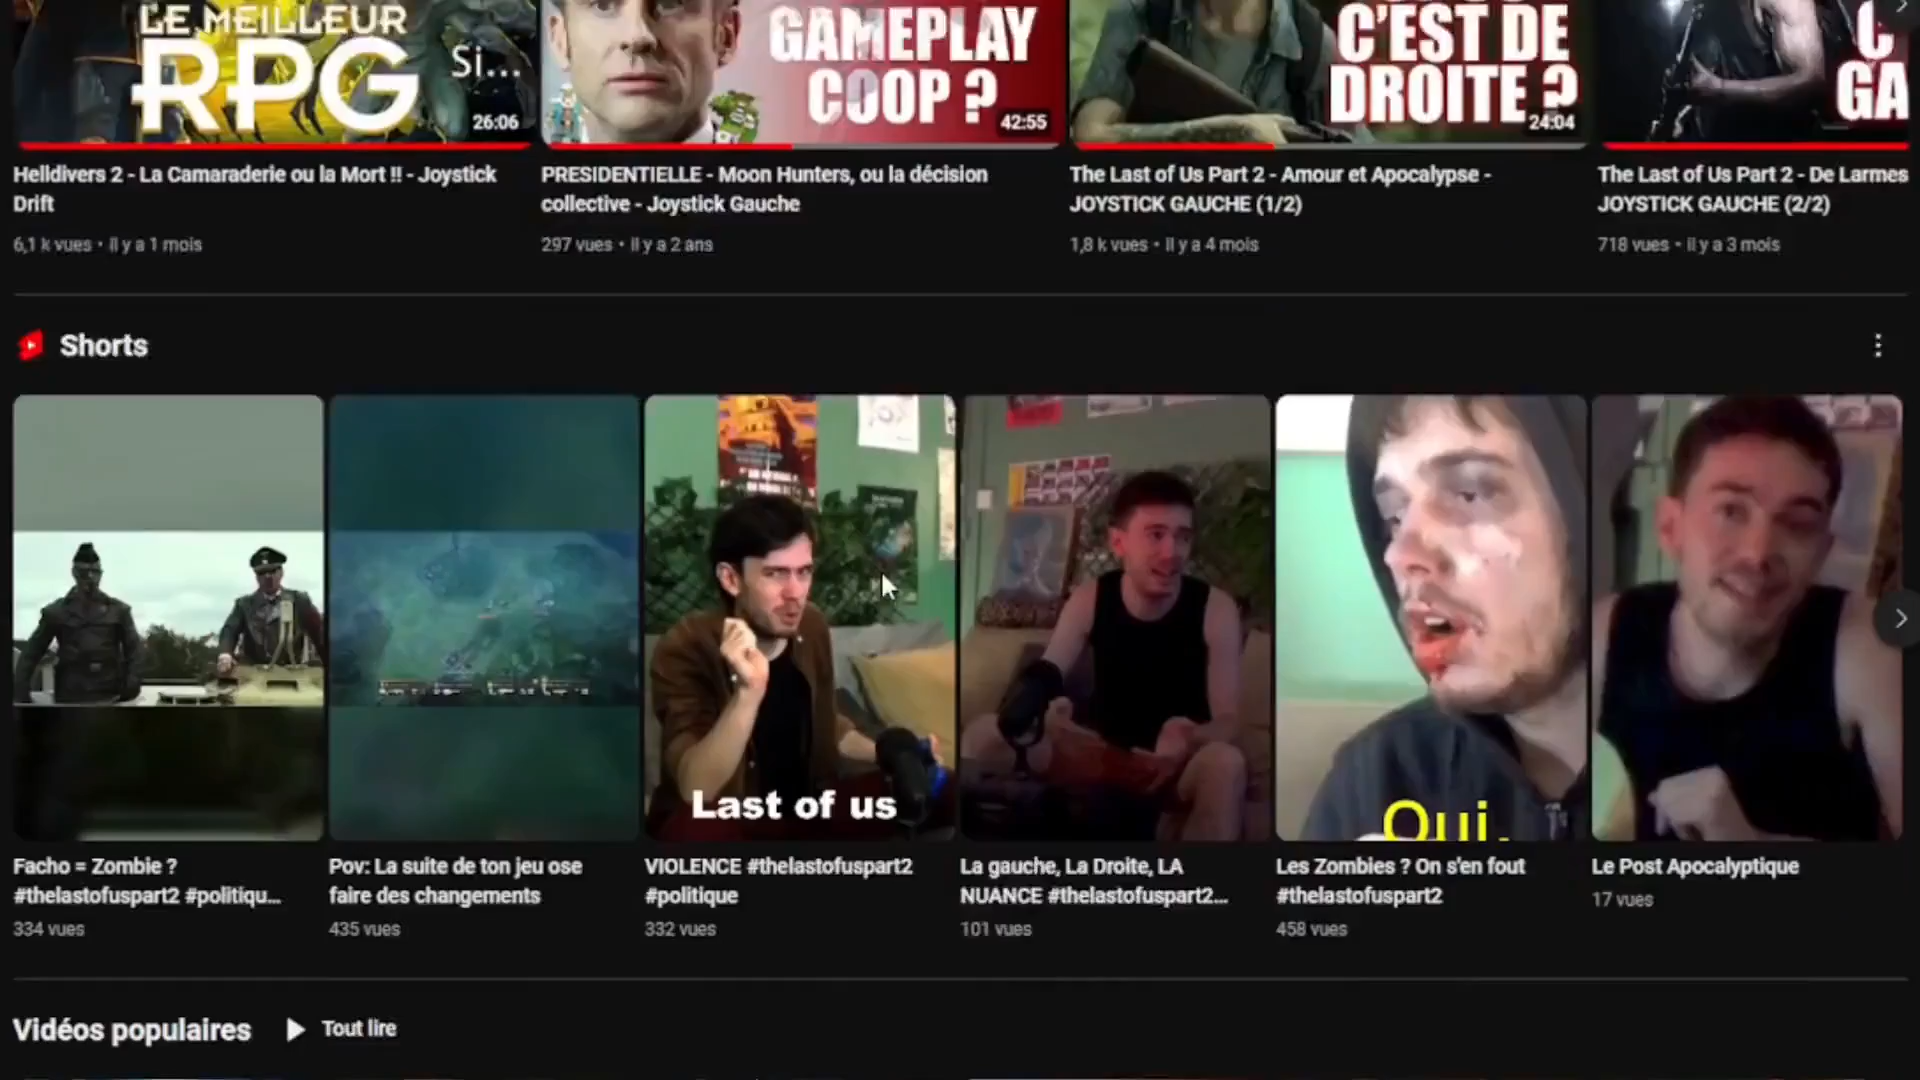 LE MEILLEUR
RPG
Si...
26:06
GAMEPLAY
COOP ?
42:55
C'EST DE
DROITE ?
24:04
GA
Helldivers 2 - La Camaraderie ou la Mort !! - Joystick
Drift
6,1 k vues • il y a 1 mois
PRESIDENTIELLE - Moon Hunters, ou la décision
collective - Joystick Gauche
297 vues • il y a 2 ans
The Last of Us Part 2 - Amour et Apocalypse -
JOYSTICK GAUCHE (1/2)
1,8 k vues • il y a 4 mois
The Last of Us Part 2 - De Larmes
JOYSTICK GAUCHE (2/2)
718 vues • il y a 3 mois
Shorts
Last of us
Oui.
Facho = Zombie ?
#thelastofuspart2 #politiqu...
334 vues
Pov: La suite de ton jeu ose
faire des changements
435 vues
VIOLENCE #thelastofuspart2
#politique
332 vues
La gauche, La Droite, LA
NUANCE #thelastofuspart2...
101 vues
Les Zombies ? On s'en fout
#thelastofuspart2
458 vues
Le Post Apocalyptique
17 vues
Vidéos populaires
Tout lire